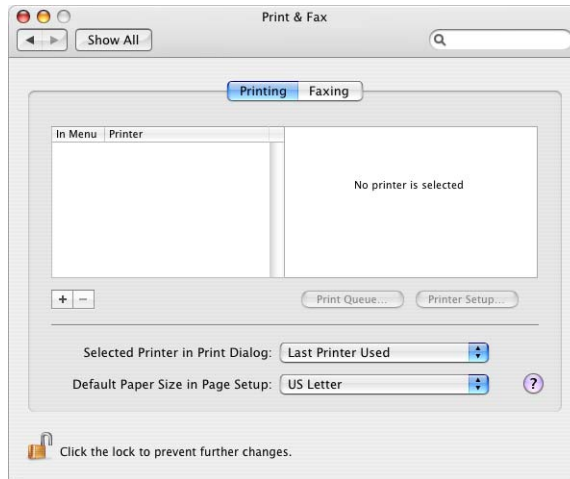 Print & Fax
Show All
Printing Faxing
In Menu Printer
No printer is selected
+ −
Print Queue... Printer Setup...
Selected Printer in Print Dialog: Last Printer Used
Default Paper Size in Page Setup: US Letter ?
Click the lock to prevent further changes.